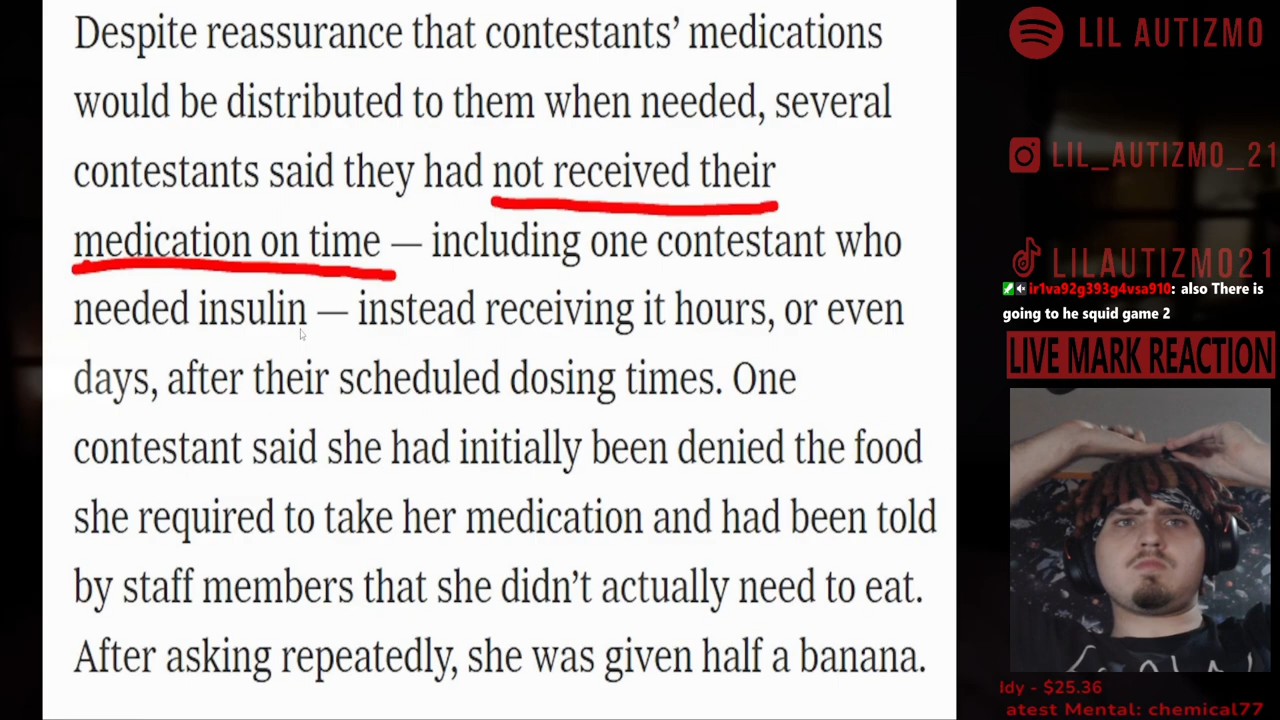 Despite reassurance that contestants’ medications
would be distributed to them when needed, several
contestants said they had not received their
medication on time — including one contestant who
needed insulin — instead receiving it hours, or even
days, after their scheduled dosing times. One
contestant said she had initially been denied the food
she required to take her medication and had been told
by staff members that she didn’t actually need to eat.
After asking repeatedly, she was given half a banana.
LIL AUTIZMO
LIL_AUTIZMO_21
LILAUTIZMO21
ir1va92g393g4vsa910: also There is
going to he squid game 2
LIVE MARK REACTION
ldy - $25.36
atest Mental: chemical77